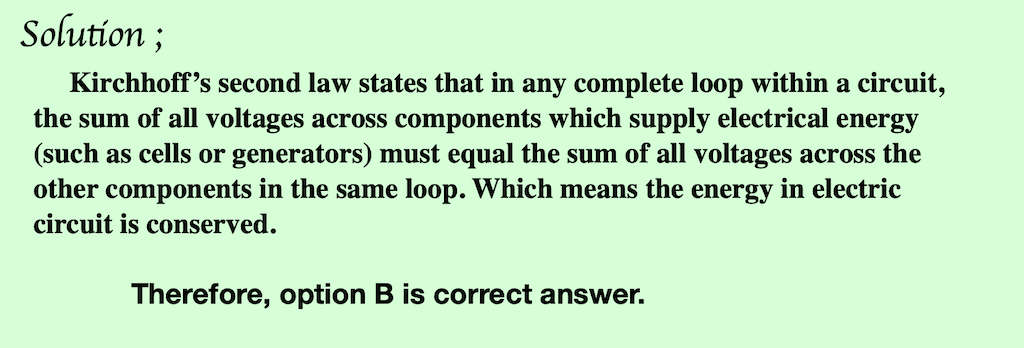 Solution ;
Kirchhoff's second law states that in any complete loop within a circuit,
the sum of all voltages across components which supply electrical energy
(such as cells or generators) must equal the sum of all voltages across the
other components in the same loop. Which means the energy in electric
circuit is conserved.
Therefore, option B is correct answer.